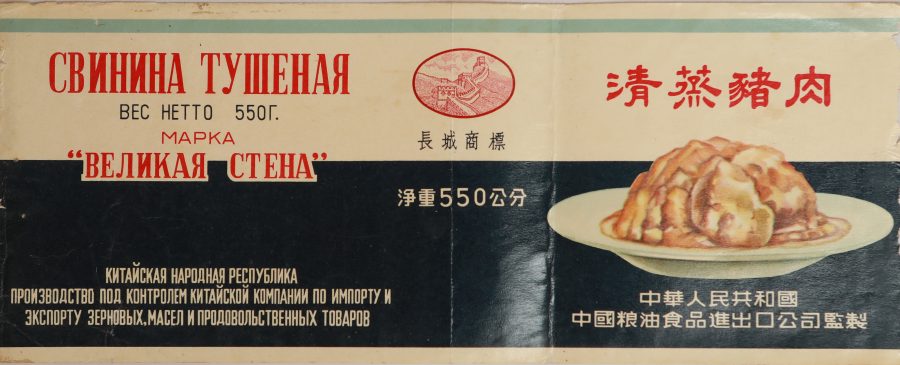 СВИНИНА ТУШЕНАЯ
ВЕС НЕТТО 550Г.
МАРКА
"ВЕЛИКАЯ СТЕНА"
КИТАЙСКАЯ НАРОДНАЯ РЕСПУБЛИКА
ПРОИЗВОДСТВО ПОД КОНТРОЛЕМ КИТАЙСКОЙ КОМПАНИИ ПО ИМПОРТУ И
ЭКСПОРТУ ЗЕРНОВЫХ, МАСЕЛ И ПРОДОВОЛЬСТВЕННЫХ ТОВАРОВ
長城商標
淨重550公分
清蒸豬肉
中華人民共和國
中國粮油食品進出口公司監製